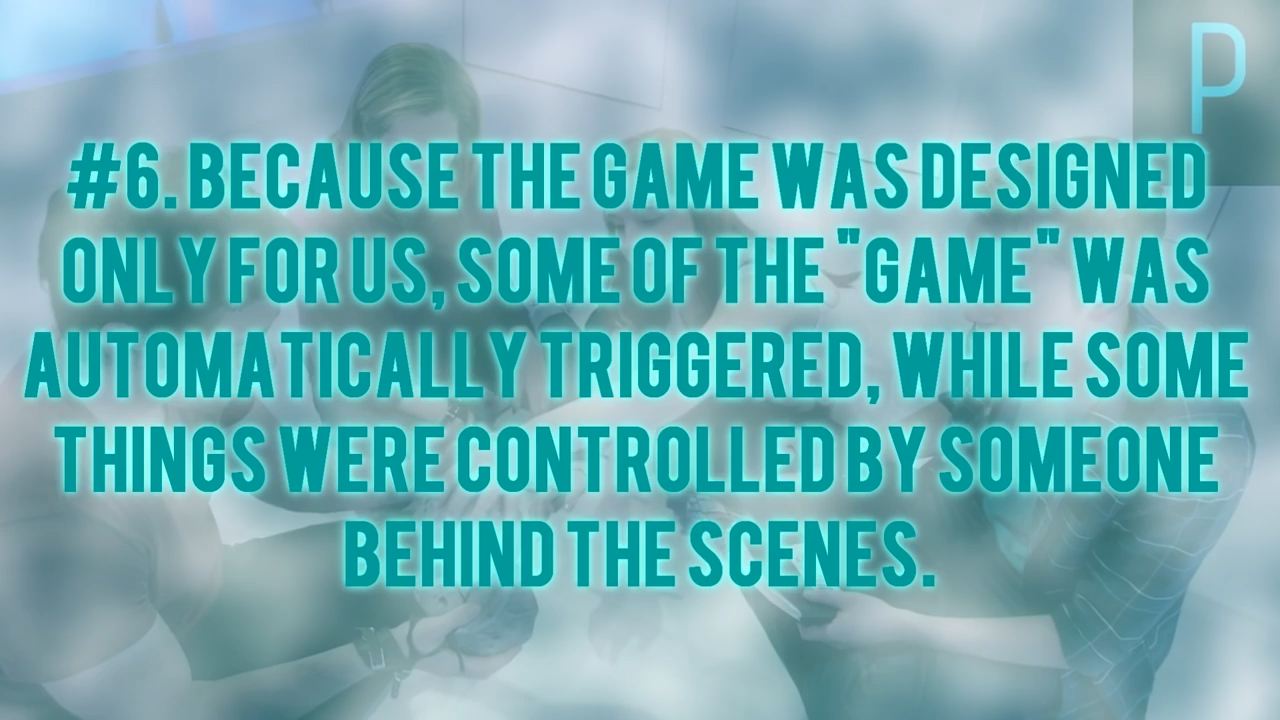 P
#6. BECAUSE THE GAME WAS DESIGNED
ONLY FOR US, SOME OF THE "GAME" WAS
AUTOMATICALLY TRIGGERED, WHILE SOME
THINGS WERE CONTROLLED BY SOMEONE
BEHIND THE SCENES.